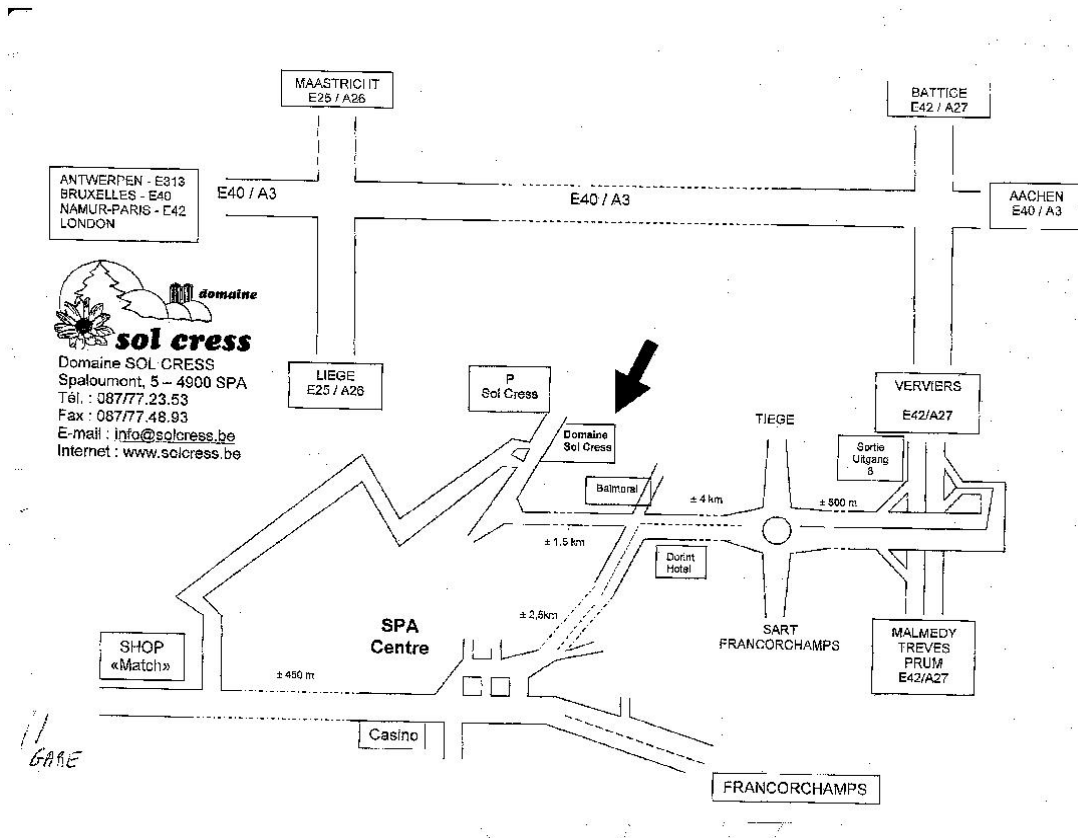 MAASTRICHT
E25 / A26
BATTICE
E42 / A27
ANTWERPEN - E313
BRUXELLES - E40
NAMUR-PARIS - E42
LONDON
E40 / A3
E40 / A3
AACHEN
E40 / A3
domaine
sol cress
Domaine SOL CRESS
Spaloumont, 5 – 4900 SPA
Tél. : 087/77.23.53
Fax : 087/77.48.93
E-mail : info@solcress.be
Internet : www.solcress.be
LIEGE
E25 / A26
P
Sol Cress
Domaine
Sol Cress
TIEGE
VERVIERS
E42/A27
Sortie
Uitgang
8
Balmoral
± 4 km
± 500 m
± 1.5 km
Dorint
Hotel
± 2,5km
SPA
Centre
SART
FRANCORCHAMPS
MALMEDY
TREVES
PRUM
E42/A27
SHOP
«Match»
± 450 m
Casino
GARE
FRANCORCHAMPS